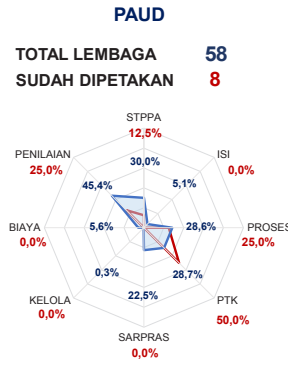 PAUD
TOTAL LEMBAGA 58
SUDAH DIPETAKAN 8
STPPA
12,5%
30,0%
PENILAIAN
25,0%
ISI
0,0%
45,4%
5,1%
BIAYA
0,0%
5,6%
28,6%
PROSES
25,0%
0,3%
28,7%
KELOLA
0,0%
22,5%
PTK
50,0%
SARPRAS
0,0%